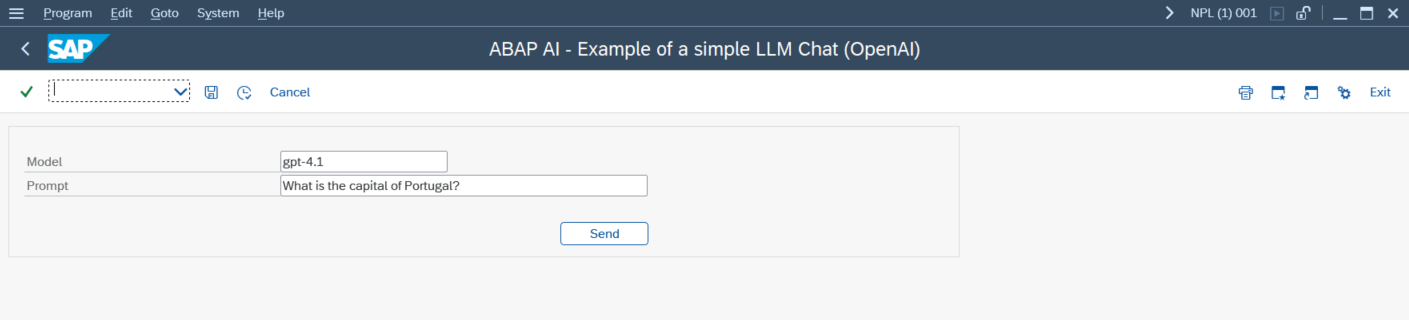 Program Edit Goto System Help NPL (1) 001
SAP ABAP AI - Example of a simple LLM Chat (OpenAI)
Cancel Exit
Model gpt-4.1
Prompt What is the capital of Portugal?
Send